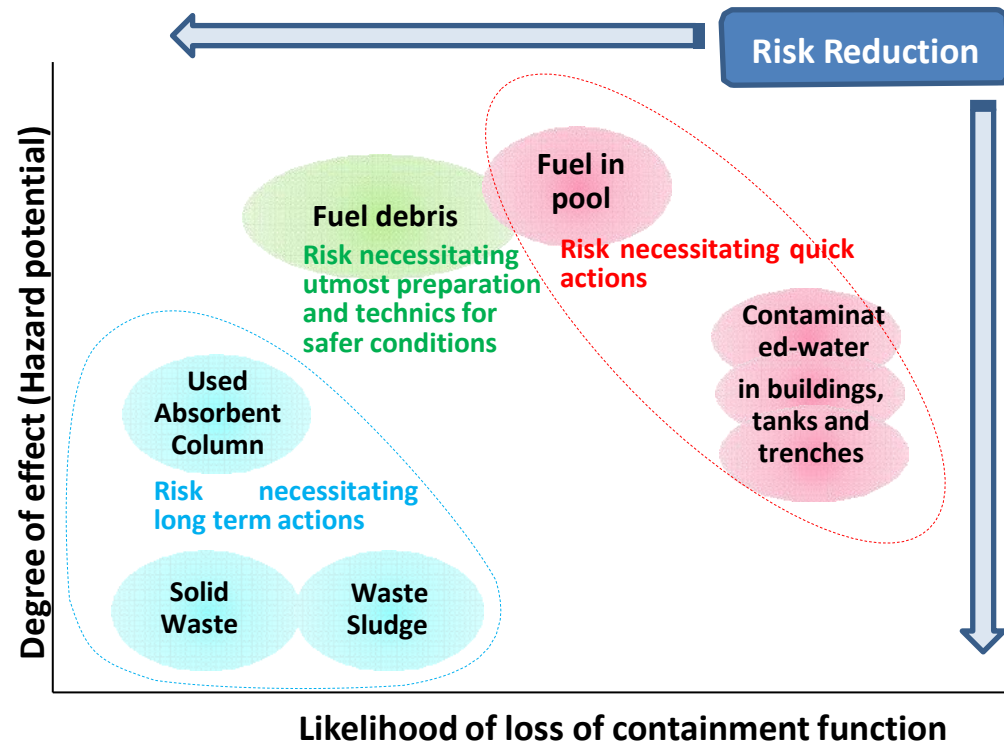 Risk Reduction
Degree of effect (Hazard potential)
Fuel in
pool
Fuel debris
Risk necessitating quick
actions
Risk necessitating
utmost preparation
and technics for
safer conditions
Contaminat
ed-water
in buildings,
tanks and
trenches
Used
Absorbent
Column
Risk necessitating
long term actions
Solid
Waste
Waste
Sludge
Likelihood of loss of containment function